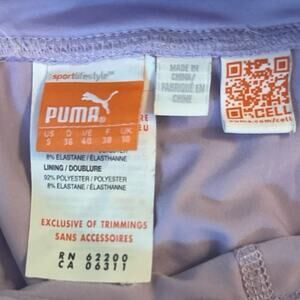 sportlifestyle
PUMA
US D I/E F UK
S 36 40 38 10
8% ELASTANE / ÉLASTHANNE
LINING / DOUBLURE
92% POLYESTER / POLYESTER
8% ELASTANE / ÉLASTHANNE
EXCLUSIVE OF TRIMMINGS
SANS ACCESSOIRES
RN 62200
CA 06311
MADE IN
CHINA/
FABRIQUÉ EN
CHINE
CELL